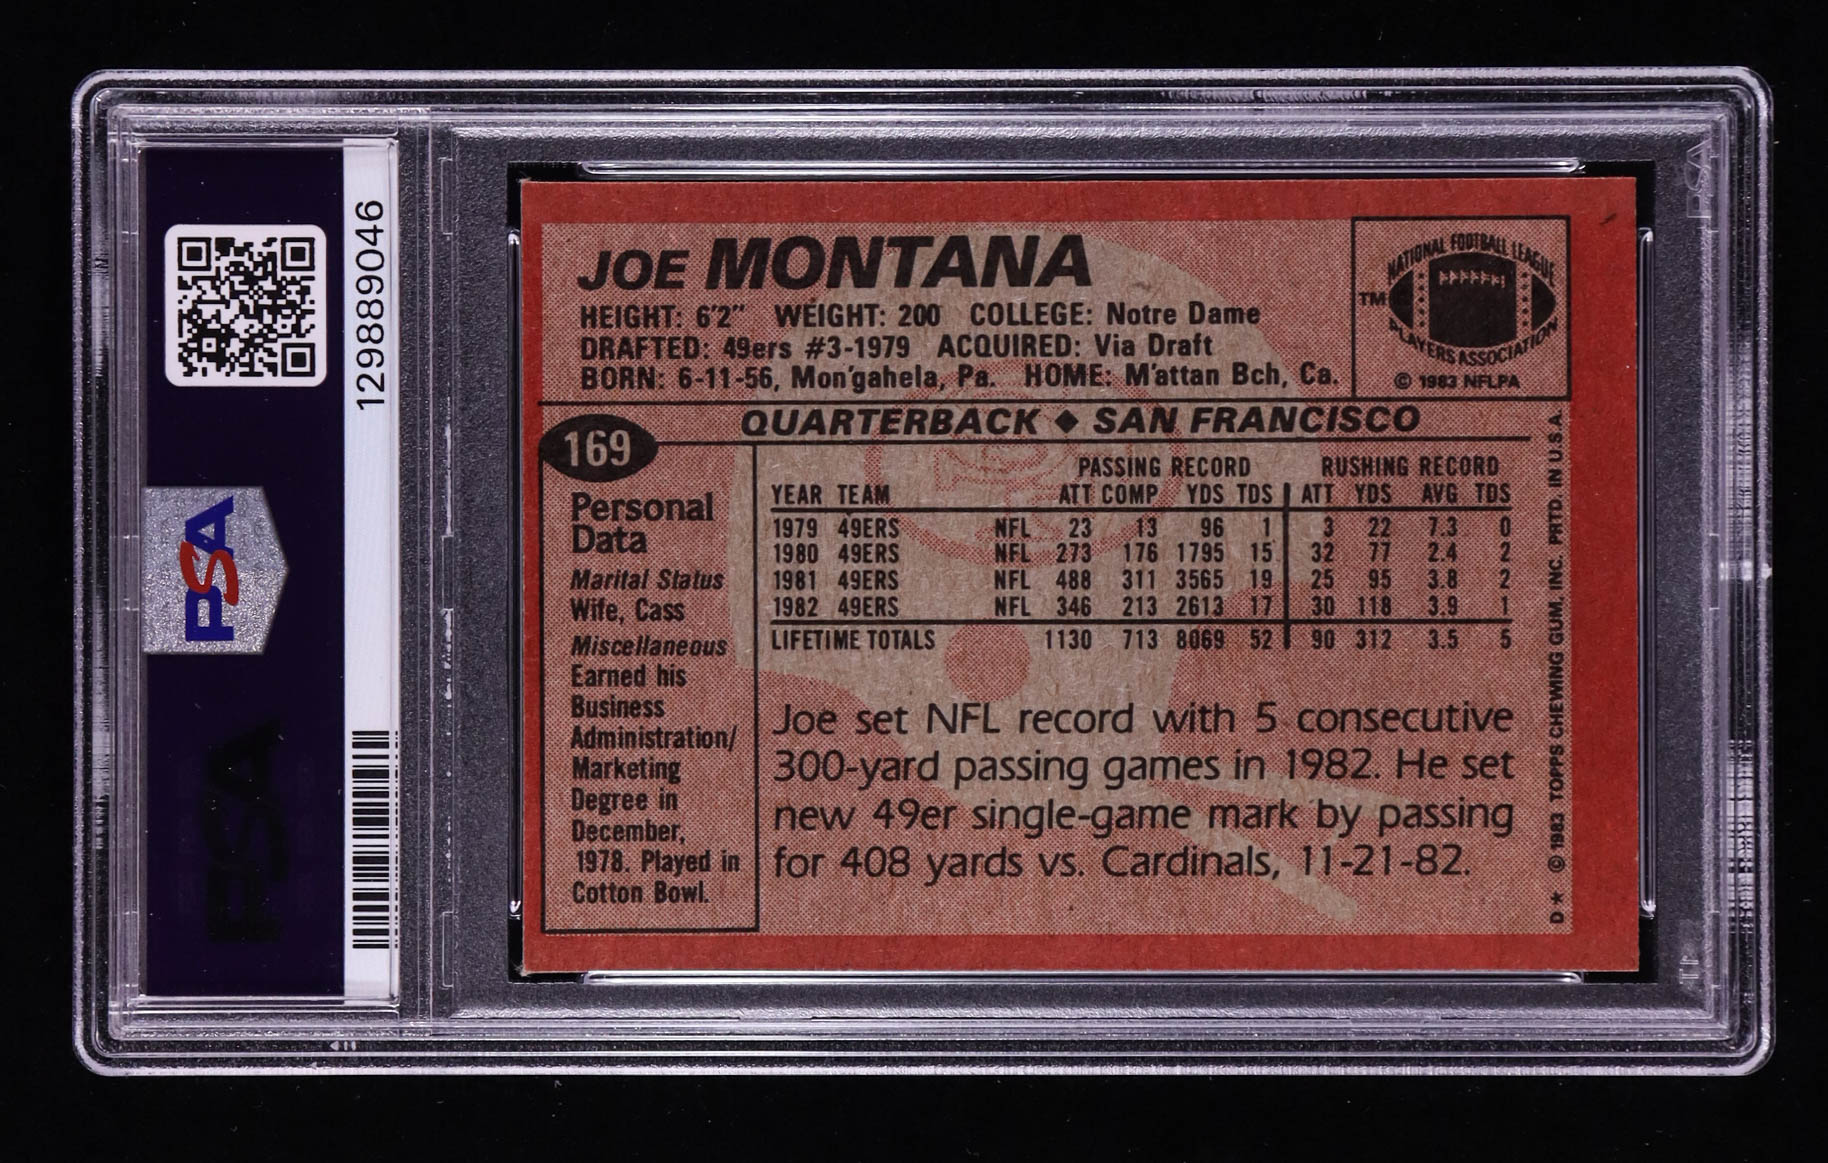 129889046
PSA
PSA
PSA
JOE MONTANA
HEIGHT: 6'2" WEIGHT: 200 COLLEGE: Notre Dame
DRAFTED: 49ers #3-1979 ACQUIRED: Via Draft
BORN: 6-11-56, Mon'gahela, Pa. HOME: M'attan Bch, Ca.
NATIONAL FOOTBALL LEAGUE
TM
PLAYERS ASSOCIATION
© 1983 NFLPA
QUARTERBACK ♦ SAN FRANCISCO
169
Personal
Data
Marital Status
Wife, Cass
Miscellaneous
Earned his
Business
Administration/
Marketing
Degree in
December,
1978. Played in
Cotton Bowl.
PASSING RECORD RUSHING RECORD
YEAR TEAM ATT COMP YDS TDS ATT YDS AVG TDS
1979 49ERS NFL 23 13 96 1 3 22 7.3 0
1980 49ERS NFL 273 176 1795 15 32 77 2.4 2
1981 49ERS NFL 488 311 3565 19 25 95 3.8 2
1982 49ERS NFL 346 213 2613 17 30 118 3.9 1
LIFETIME TOTALS 1130 713 8069 52 90 312 3.5 5
Joe set NFL record with 5 consecutive
300-yard passing games in 1982. He set
new 49er single-game mark by passing
for 408 yards vs. Cardinals, 11-21-82.
D★ © 1983 TOPPS CHEWING GUM, INC. PRTD. IN U.S.A.